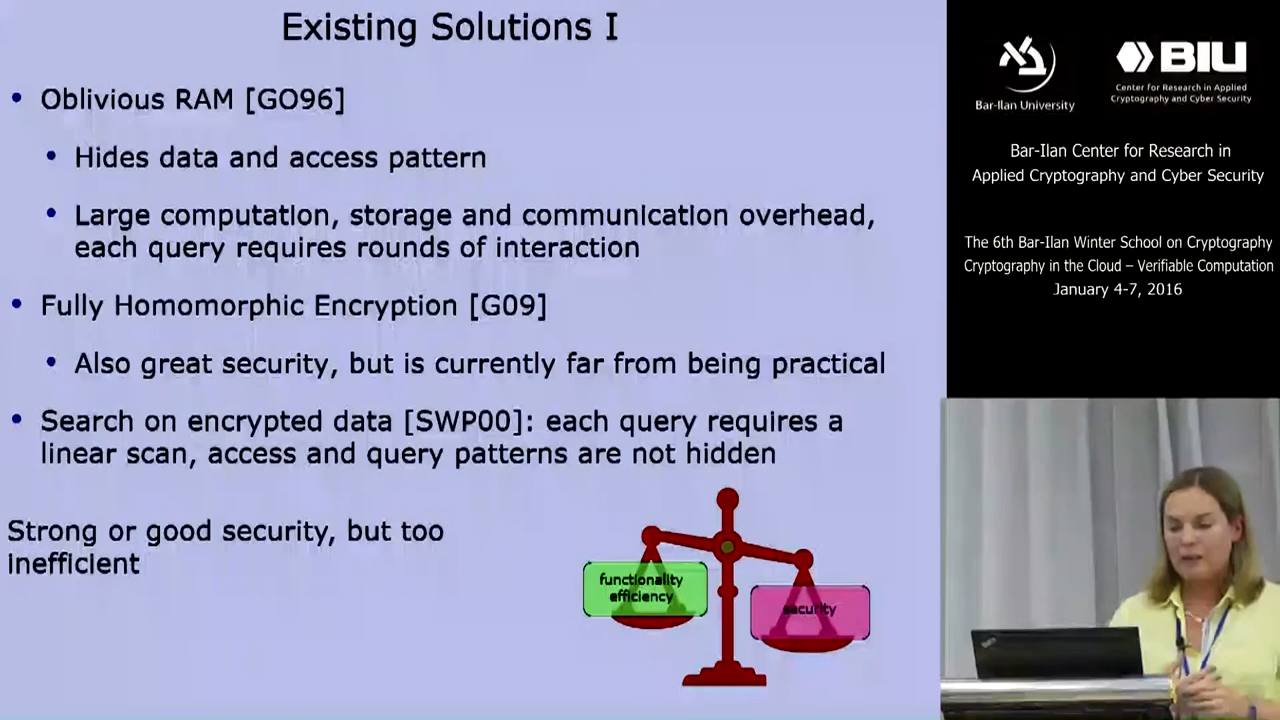 Existing Solutions I
• Oblivious RAM [GO96]
• Hides data and access pattern
• Large computation, storage and communication overhead,
each query requires rounds of interaction
• Fully Homomorphic Encryption [G09]
• Also great security, but is currently far from being practical
• Search on encrypted data [SWP00]: each query requires a
linear scan, access and query patterns are not hidden
Strong or good security, but too
inefficient
functionality
efficiency
security
Bar-Ilan University
BIU
Center for Research in Applied
Cryptography and Cyber Security
Bar-Ilan Center for Research in
Applied Cryptography and Cyber Security
The 6th Bar-Ilan Winter School on Cryptography
Cryptography in the Cloud – Verifiable Computation
January 4-7, 2016